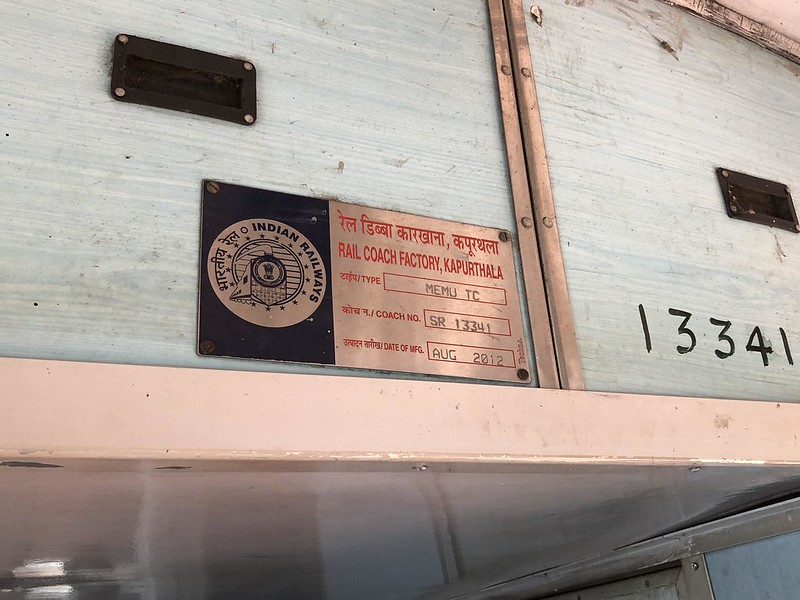 भारतीय रेल INDIAN RAILWAYS
रेल डिब्बा कारखाना, कपूरथला
RAIL COACH FACTORY, KAPURTHALA
टाईप/TYPE MEMU TC
कोच न./COACH NO. SR 13341
उत्पादन तारीख/DATE OF MFG. AUG 2012
13341